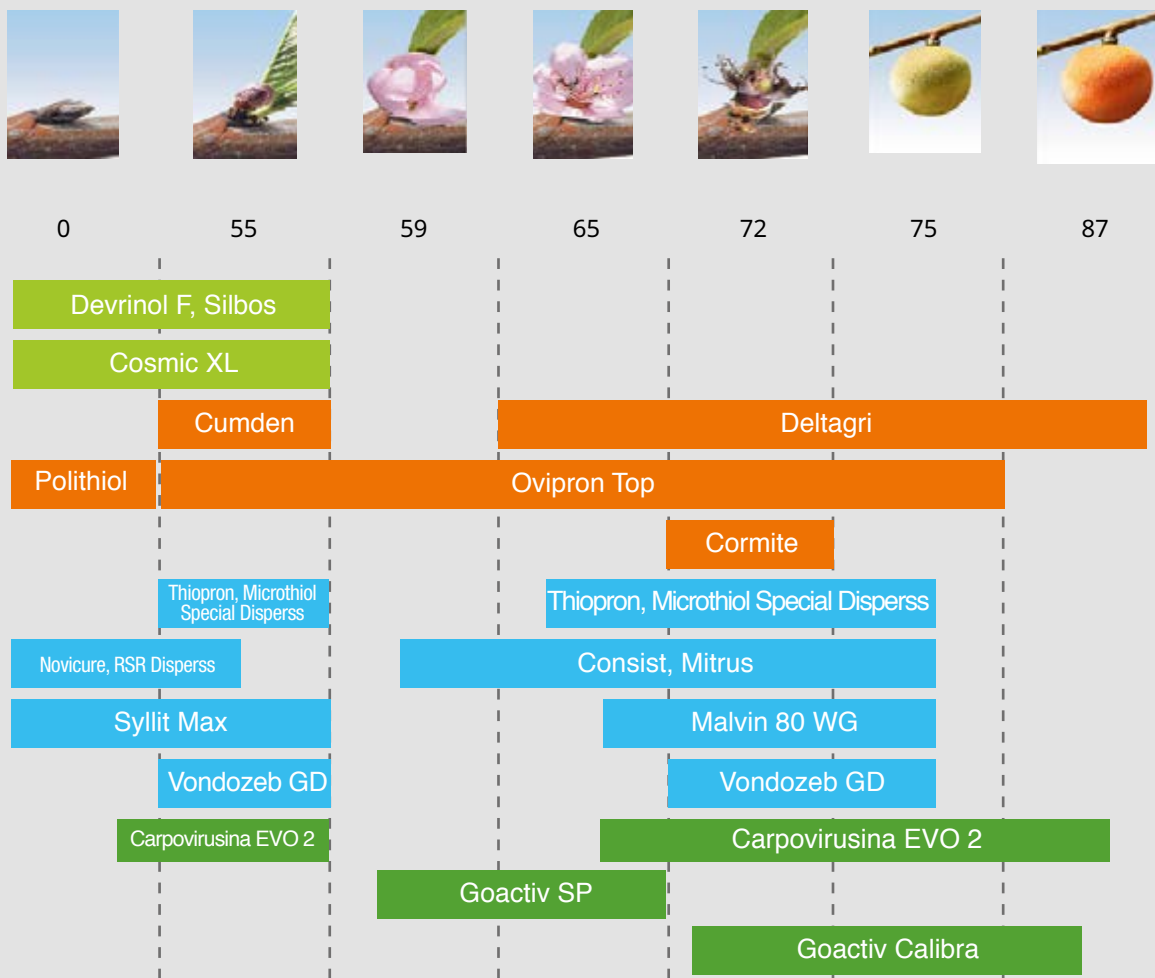 0 55 59 65 72 75 87
Devrinol F, Silbos
Cosmic XL
Cumden
Deltagri
Polithiol
Ovipron Top
Cormite
Thiopron, Microthiol
Special Disperss
Thiopron, Microthiol Special Disperss
Novicure, RSR Disperss
Consist, Mitrus
Syllit Max
Malvin 80 WG
Vondozeb GD
Vondozeb GD
Carpovirusina EVO 2
Carpovirusina EVO 2
Goactiv SP
Goactiv Calibra